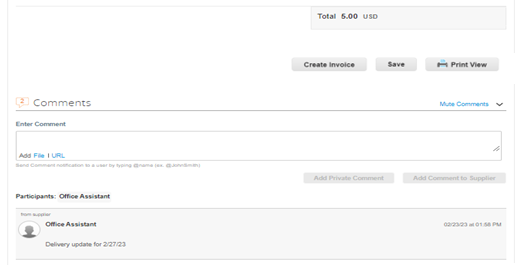 Total 5.00 USD
Create Invoice Save Print View
2 Comments Mute Comments
Enter Comment
Add File | URL
Send Comment notification to a user by typing @name (ex. @JohnSmith)
Add Private Comment Add Comment to Supplier
Participants: Office Assistant
from supplier
Office Assistant 02/23/23 at 01:58 PM
Delivery update for 2/27/23